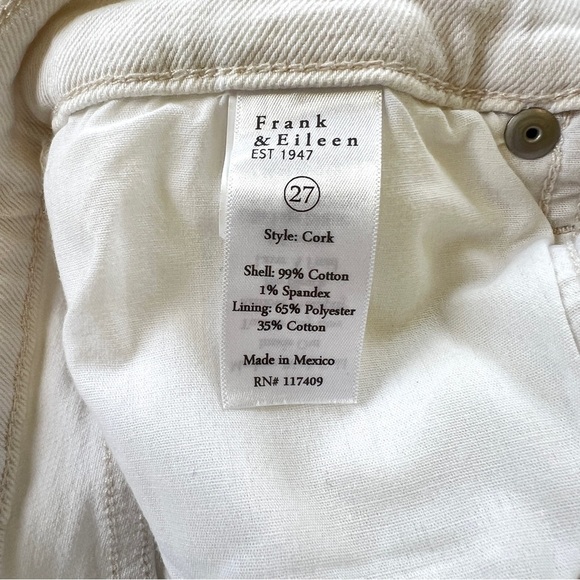 Frank
& Eileen
EST 1947
27
Style: Cork
Shell: 99% Cotton
1% Spandex
Lining: 65% Polyester
35% Cotton
Made in Mexico
RN# 117409